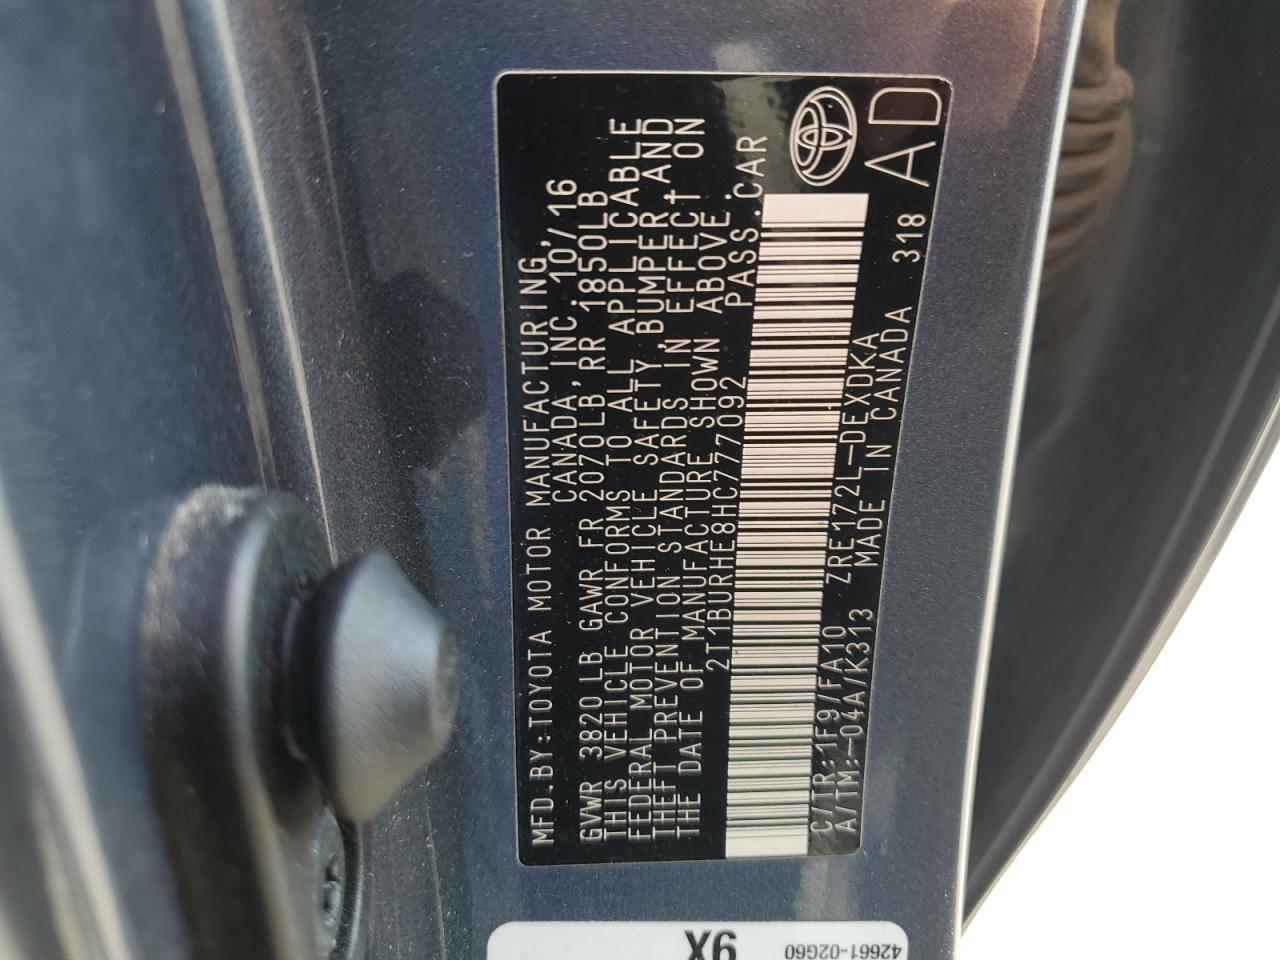 MFD.BY:TOYOTA MOTOR MANUFACTURING,
CANADA,INC. 10/16
GVWR 3820 LB GAWR FR 2070LB,RR 1850LB
THIS VEHICLE CONFORMS TO ALL APPLICABLE
FEDERAL MOTOR VEHICLE SAFETY,BUMPER,AND
THEFT PREVENTION STANDARDS IN EFFECT ON
THE DATE OF MANUFACTURE SHOWN ABOVE.
2T1BURHE8HC777092 PASS.CAR
C/TR:1F9/FA10 ZRE172L-DEXDKA
A/TM:-04A/K313 MADE IN CANADA 318
AD
9X
42661-02G60